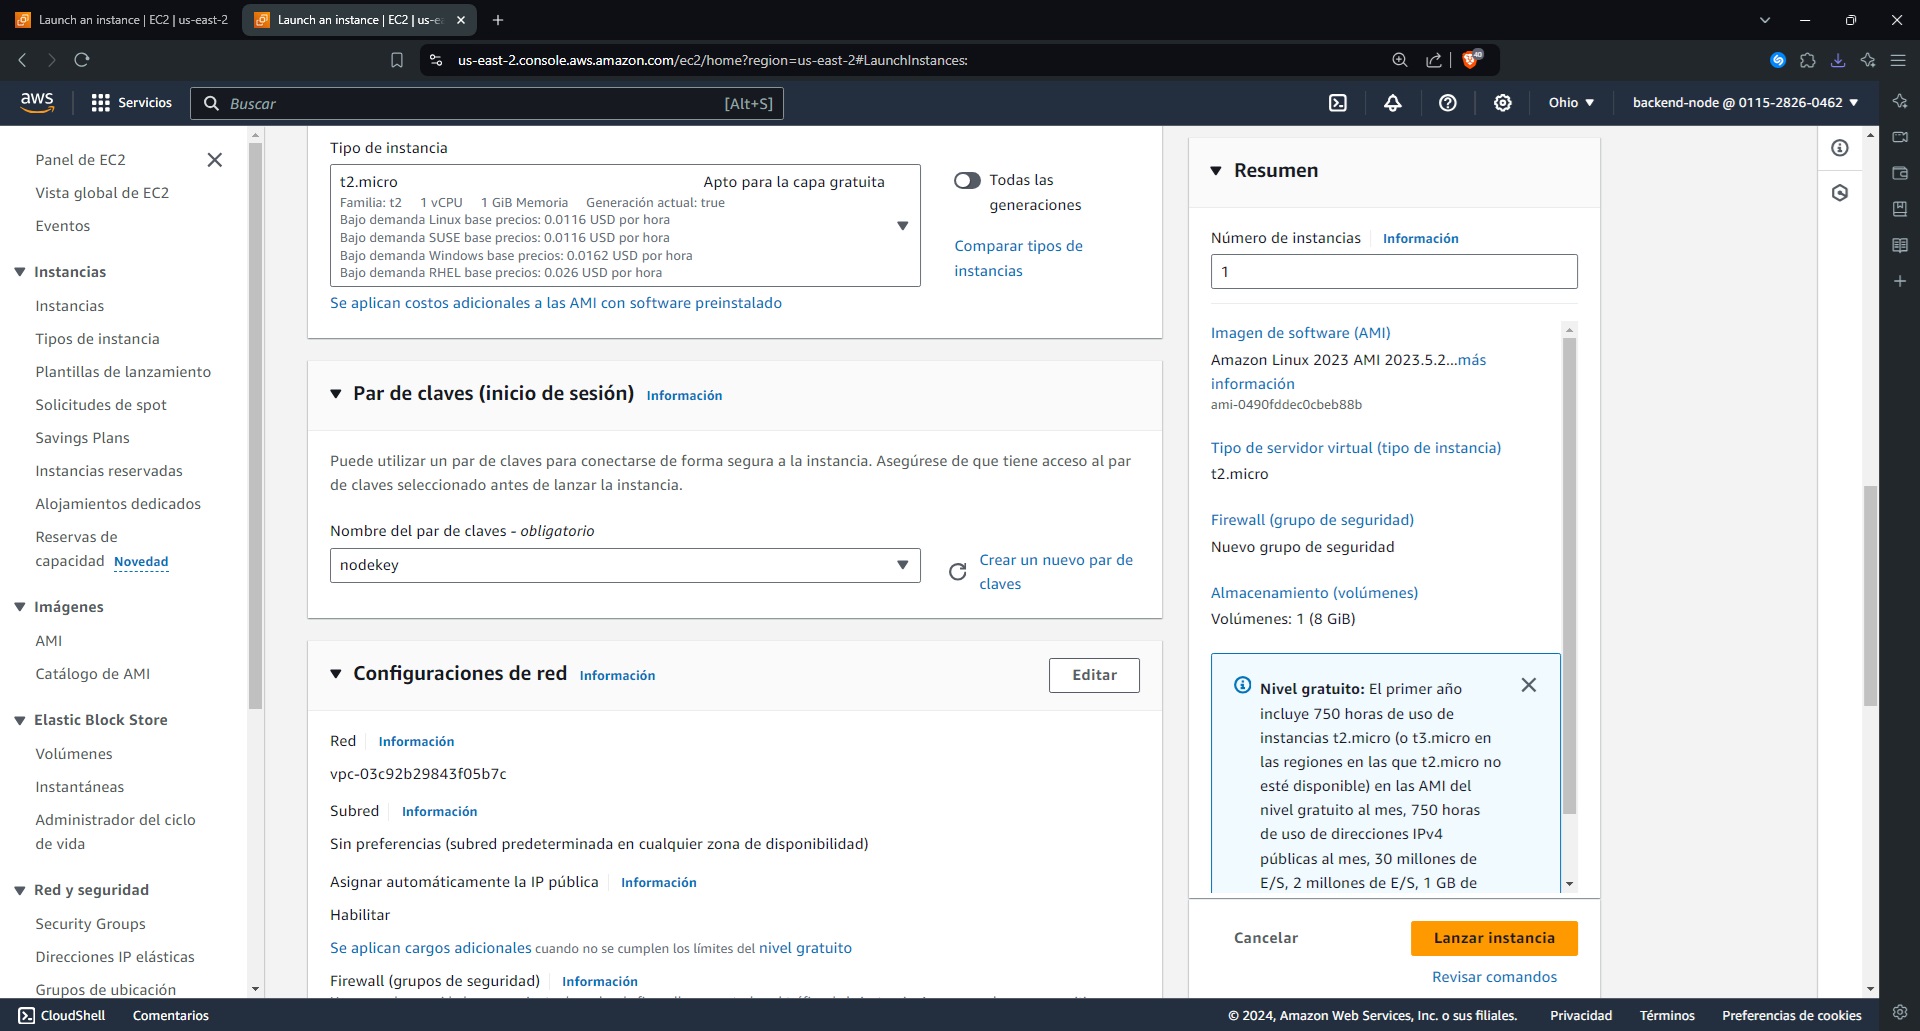 Launch an instance | EC2 | us-east-2
Launch an instance | EC2 | us-e
us-east-2.console.aws.amazon.com/ec2/home?region=us-east-2#LaunchInstances:
40
aws
Servicios
Buscar
[Alt+S]
Ohio
backend-node @ 0115-2826-0462
Panel de EC2
Vista global de EC2
Eventos
Instancias
Instancias
Tipos de instancia
Plantillas de lanzamiento
Solicitudes de spot
Savings Plans
Instancias reservadas
Alojamientos dedicados
Reservas de
capacidad Novedad
Imágenes
AMI
Catálogo de AMI
Elastic Block Store
Volúmenes
Instantáneas
Administrador del ciclo
de vida
Red y seguridad
Security Groups
Direcciones IP elásticas
Grupos de ubicación
Tipo de instancia
t2.micro Apto para la capa gratuita
Familia: t2 1 vCPU 1 GiB Memoria Generación actual: true
Bajo demanda Linux base precios: 0.0116 USD por hora
Bajo demanda SUSE base precios: 0.0116 USD por hora
Bajo demanda Windows base precios: 0.0162 USD por hora
Bajo demanda RHEL base precios: 0.026 USD por hora
Todas las
generaciones
Comparar tipos de
instancias
Se aplican costos adicionales a las AMI con software preinstalado
Par de claves (inicio de sesión) Información
Puede utilizar un par de claves para conectarse de forma segura a la instancia. Asegúrese de que tiene acceso al par
de claves seleccionado antes de lanzar la instancia.
Nombre del par de claves - obligatorio
nodekey
Crear un nuevo par de
claves
Configuraciones de red Información
Editar
Red Información
vpc-03c92b29843f05b7c
Subred Información
Sin preferencias (subred predeterminada en cualquier zona de disponibilidad)
Asignar automáticamente la IP pública Información
Habilitar
Se aplican cargos adicionales cuando no se cumplen los límites del nivel gratuito
Firewall (grupos de seguridad) Información
Resumen
Número de instancias Información
1
Imagen de software (AMI)
Amazon Linux 2023 AMI 2023.5.2...más
información
ami-0490fddec0cbeb88b
Tipo de servidor virtual (tipo de instancia)
t2.micro
Firewall (grupo de seguridad)
Nuevo grupo de seguridad
Almacenamiento (volúmenes)
Volúmenes: 1 (8 GiB)
Nivel gratuito: El primer año
incluye 750 horas de uso de
instancias t2.micro (o t3.micro en
las regiones en las que t2.micro no
esté disponible) en las AMI del
nivel gratuito al mes, 750 horas
de uso de direcciones IPv4
públicas al mes, 30 millones de
E/S, 2 millones de E/S, 1 GB de
Cancelar
Lanzar instancia
Revisar comandos
CloudShell
Comentarios
© 2024, Amazon Web Services, Inc. o sus filiales.
Privacidad
Términos
Preferencias de cookies